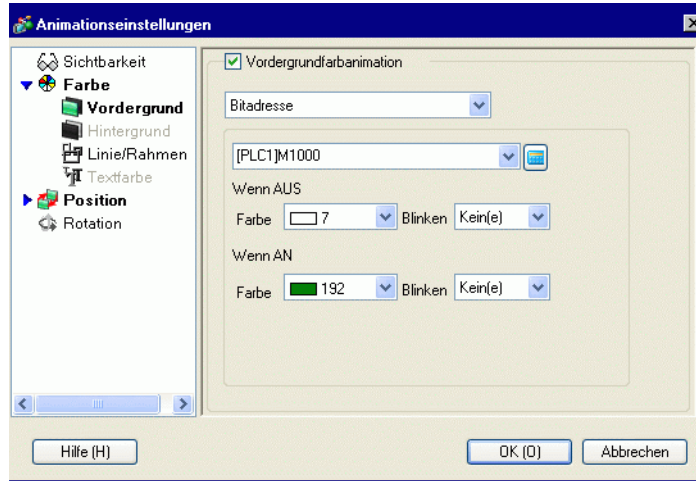 Animationseinstellungen
Sichtbarkeit
Farbe
Vordergrund
Hintergrund
Linie/Rahmen
Textfarbe
Position
Rotation
Vordergrundfarbanimation
Bitadresse
[PLC1]M1000
Wenn AUS
Farbe 7 Blinken Kein(e)
Wenn AN
Farbe 192 Blinken Kein(e)
Hilfe (H) OK (O) Abbrechen